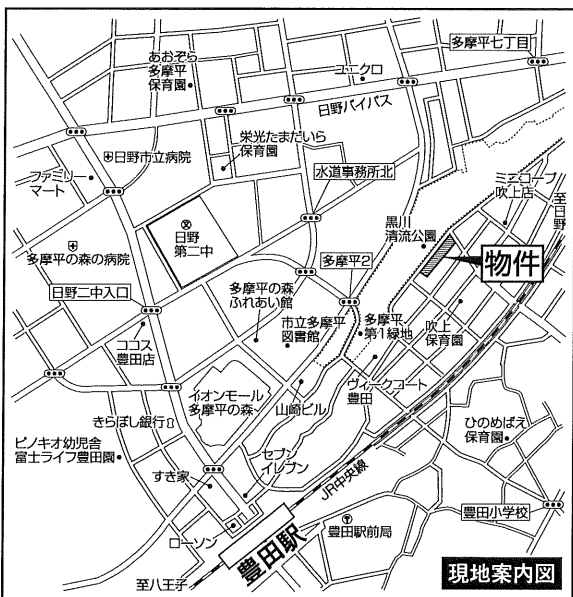 多摩平七丁目
あおぞら
多摩平
保育園
ユニクロ
日野バイパス
栄光たまだいら
保育園
日野市立病院
ファミリー
マート
水道事務所北
ミニコープ
吹上店
至日野
黒川
清流公園
日野
第二中
多摩平の森の病院
物件
多摩平2
多摩平の森
ふれあい館
日野二中入口
市立多摩平
図書館
多摩平
第1緑地
吹上
保育園
ココス
豊田店
イオンモール
多摩平の森
山崎ビル
ヴィークコート
豊田
きらぼし銀行
ひのめばえ
保育園
ピノキオ幼児舎
富士ライフ豊田園
セブン
イレブン
すき家
JR中央線
豊田小学校
ローソン
豊田駅
豊田駅前局
至八王子
現地案内図